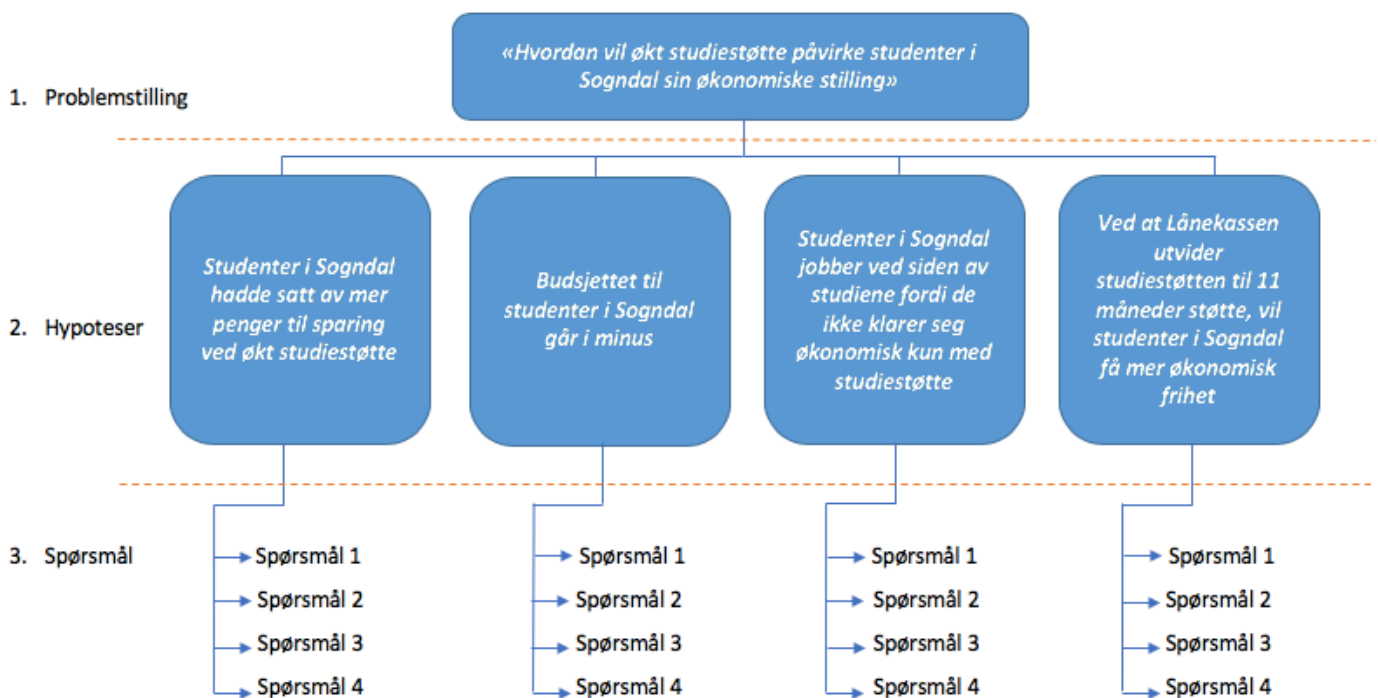 «Hvordan vil økt studiestøtte påvirke studenter i
Sogndal sin økonomiske stilling»
1. Problemstilling
2. Hypoteser
Studenter i Sogndal
hadde satt av mer
penger til sparing
ved økt studiestøtte
Budsjettet til
studenter i Sogndal
går i minus
Studenter i Sogndal
jobber ved siden av
studiene fordi de
ikke klarer seg
økonomisk kun med
studiestøtte
Ved at Lånekassen
utvider
studiestøtten til 11
måneder støtte, vil
studenter i Sogndal
få mer økonomisk
frihet
3. Spørsmål
Spørsmål 1
Spørsmål 2
Spørsmål 3
Spørsmål 4
Spørsmål 1
Spørsmål 2
Spørsmål 3
Spørsmål 4
Spørsmål 1
Spørsmål 2
Spørsmål 3
Spørsmål 4
Spørsmål 1
Spørsmål 2
Spørsmål 3
Spørsmål 4